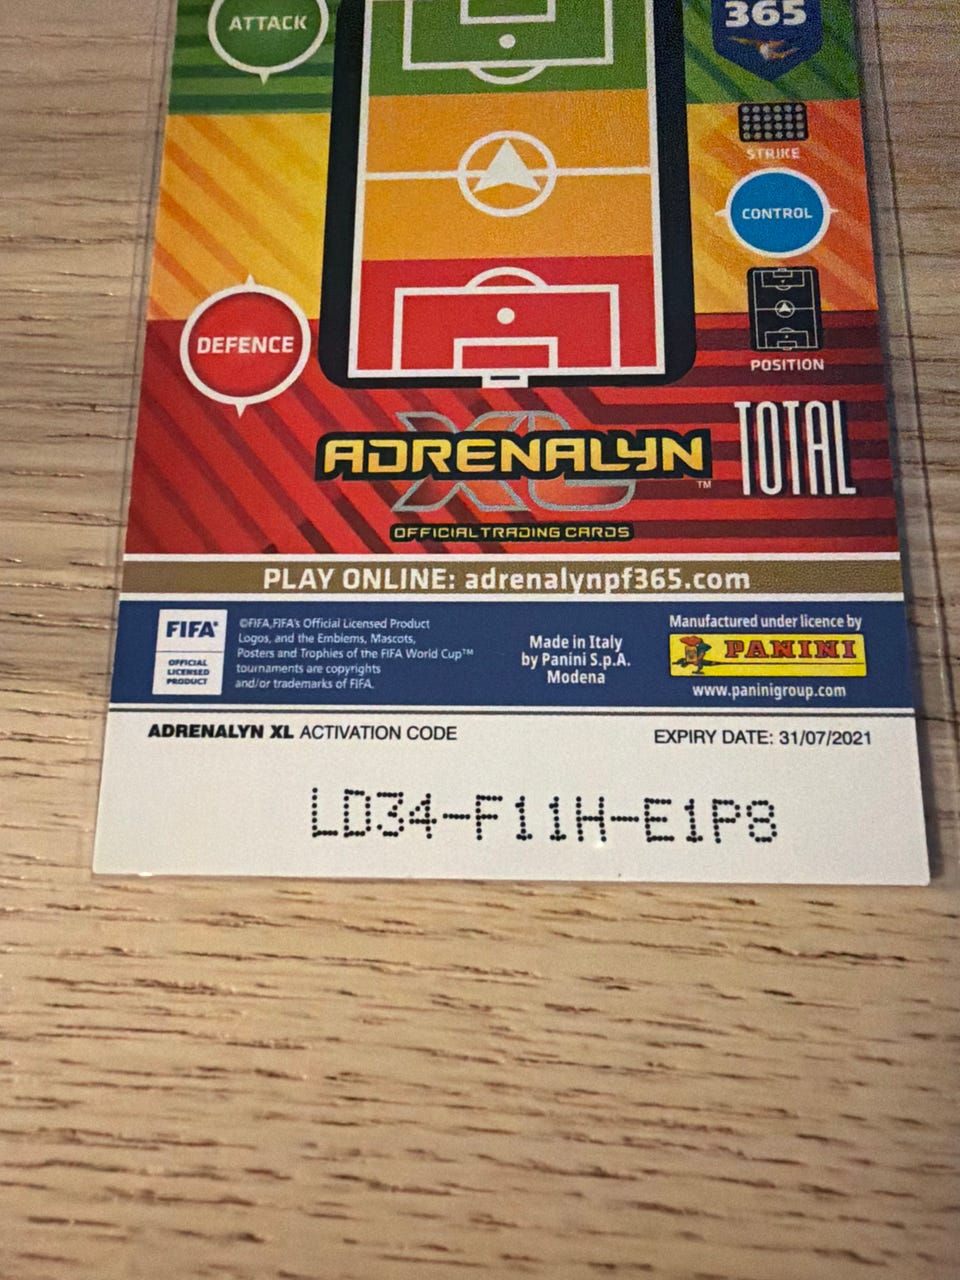 ATTACK
365
STRIKE
CONTROL
DEFENCE
POSITION
ADRENALYN
XL
™
TOTAL
OFFICIAL TRADING CARDS
PLAY ONLINE: adrenalynpf365.com
FIFA®
OFFICIAL
LICENSED
PRODUCT
©FIFA,FIFA's Official Licensed Product
Logos, and the Emblems, Mascots,
Posters and Trophies of the FIFA World Cup™
tournaments are copyrights
and/or trademarks of FIFA.
Made in Italy
by Panini S.p.A.
Modena
Manufactured under licence by
PANINI
www.paninigroup.com
ADRENALYN XL ACTIVATION CODE
EXPIRY DATE: 31/07/2021
LD34-F11H-E1P8